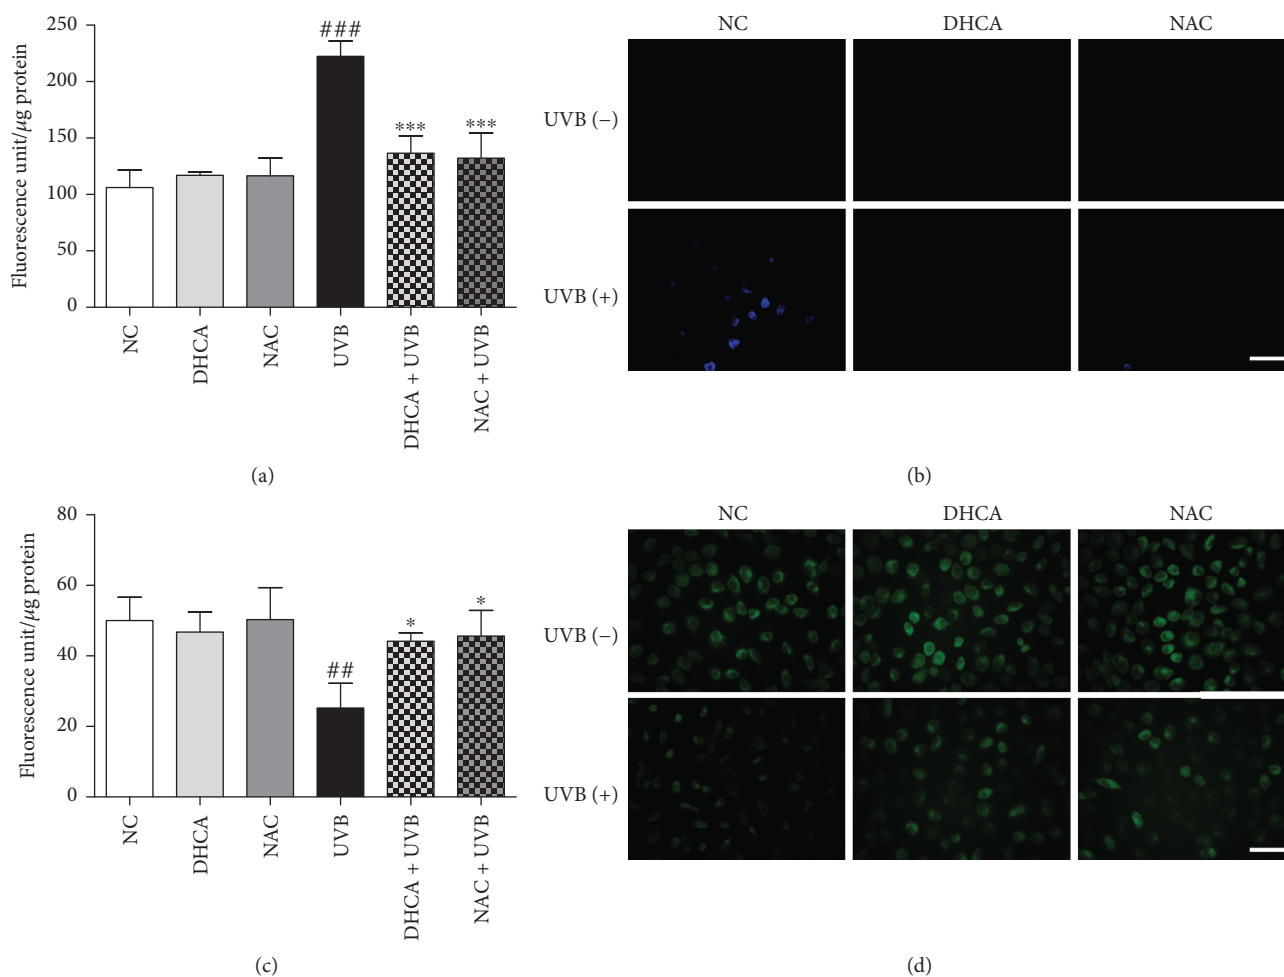 250
200
150
100
50
0
Fluorescence unit/µg protein
###
***
***
NC
DHCA
NAC
UVB
DHCA + UVB
NAC + UVB
(a)
NC DHCA NAC
UVB (−)
UVB (+)
(b)
80
60
40
20
0
Fluorescence unit/µg protein
##
*
*
NC
DHCA
NAC
UVB
DHCA + UVB
NAC + UVB
(c)
NC DHCA NAC
UVB (−)
UVB (+)
(d)